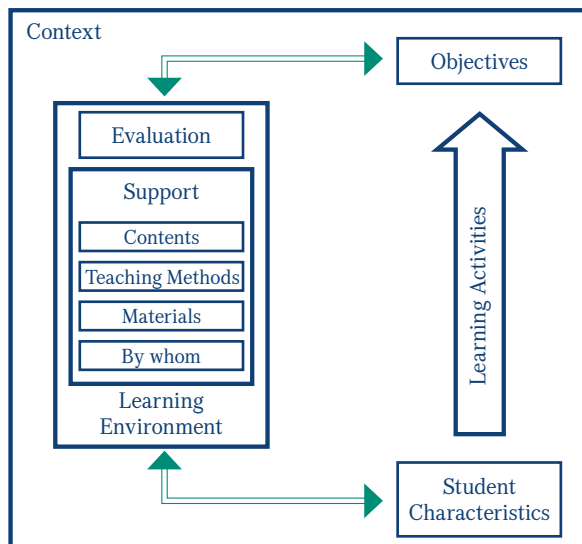 Context
Objectives
Evaluation
Support
Contents
Teaching Methods
Materials
By whom
Learning
Environment
Learning Activities
Student
Characteristics